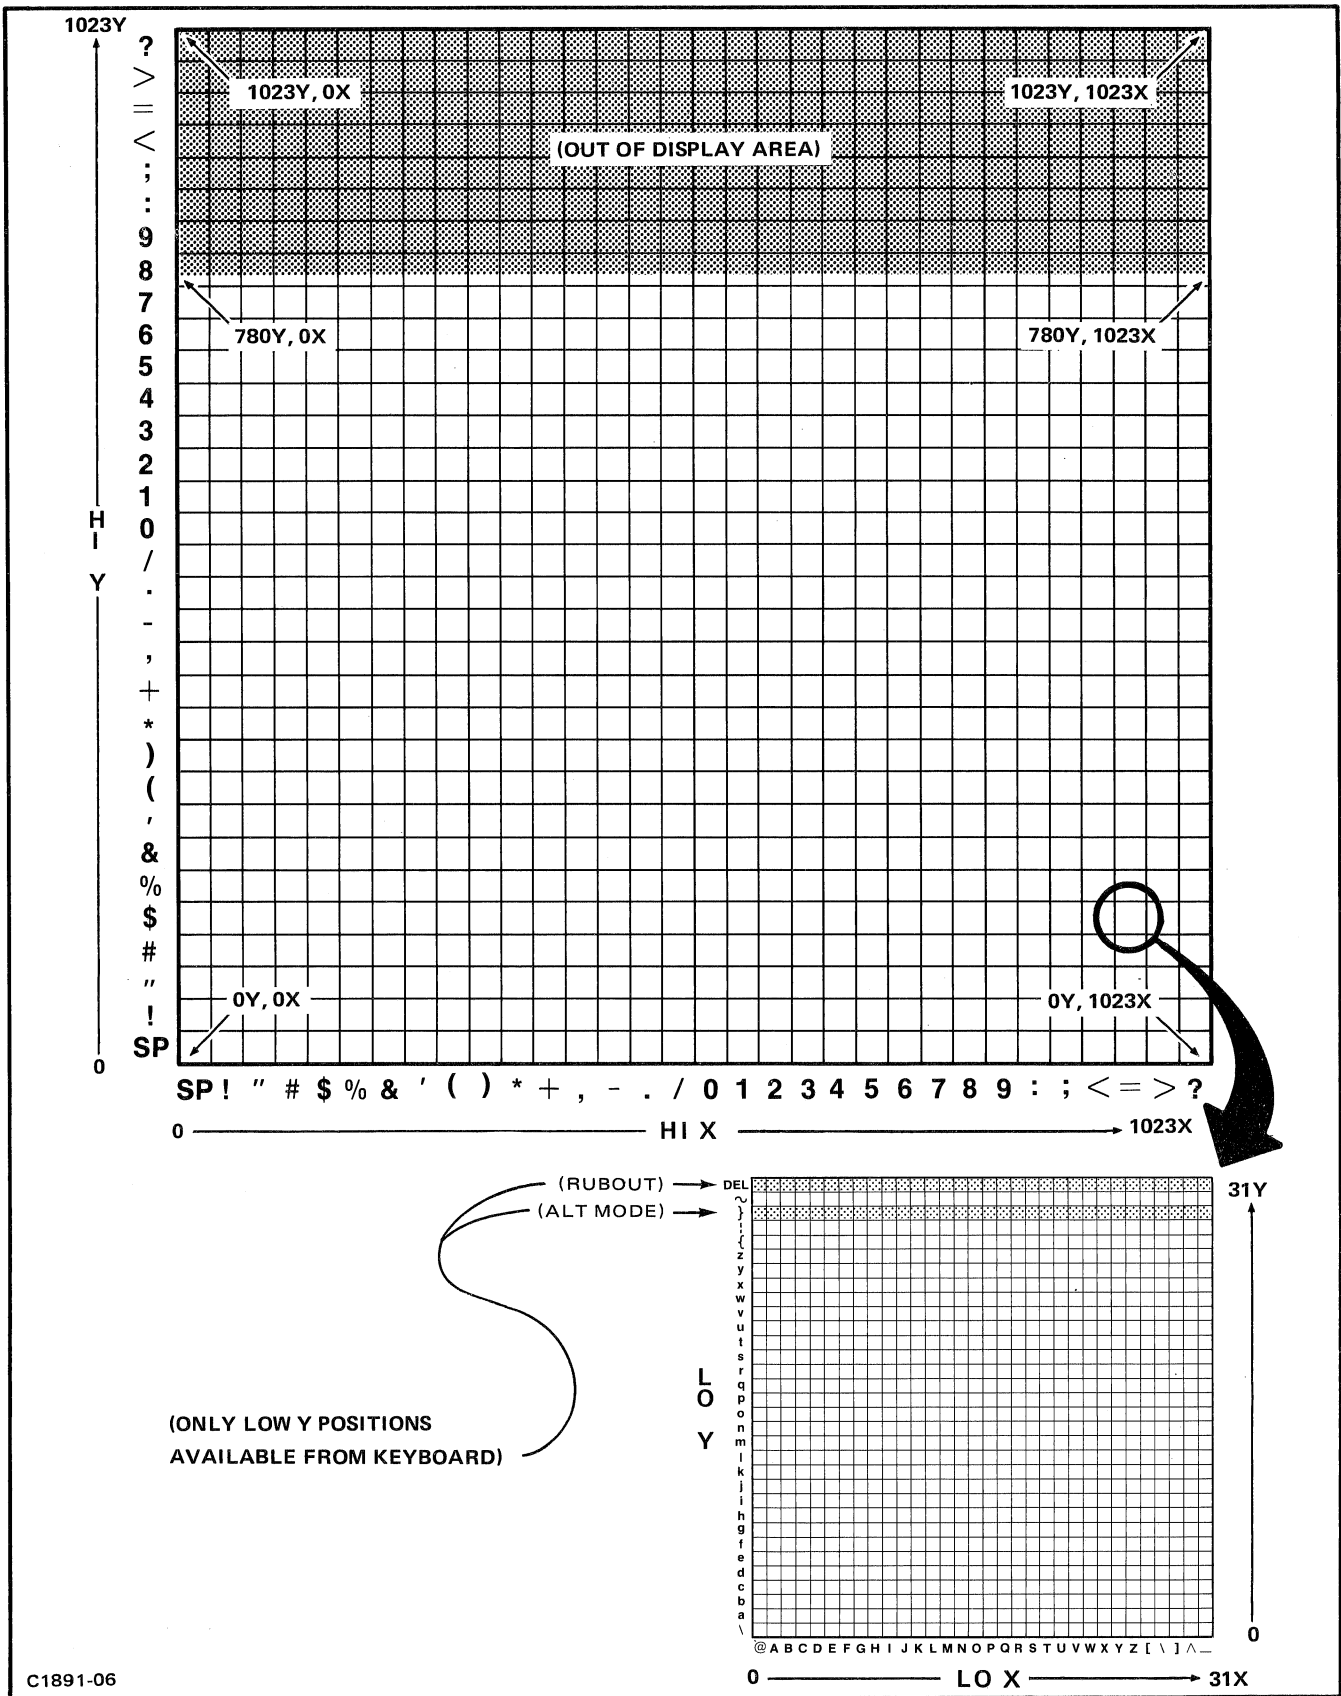 1023Y
?
>
=
<
;
:
9
8
7
6
5
4
3
2
1
0
/
.
-
,
+
*
)
(
'
&
%
$
#
"
!
SP
HI Y
0
1023Y, 0X
1023Y, 1023X
(OUT OF DISPLAY AREA)
780Y, 0X
780Y, 1023X
0Y, 0X
0Y, 1023X
SP ! " # $ % & ' ( ) * + , - . / 0 1 2 3 4 5 6 7 8 9 : ; < = > ?
0 HI X 1023X
(RUBOUT) DEL
~
(ALT MODE) }
¦
{
z
y
x
w
v
u
t
s
r
q
p
o
n
m
l
k
j
i
h
g
f
e
d
c
b
a
\
LO Y
31Y
0
(ONLY LOW Y POSITIONS
AVAILABLE FROM KEYBOARD)
@ A B C D E F G H I J K L M N O P Q R S T U V W X Y Z [ \ ] ^ _
0 LO X 31X
C1891-06